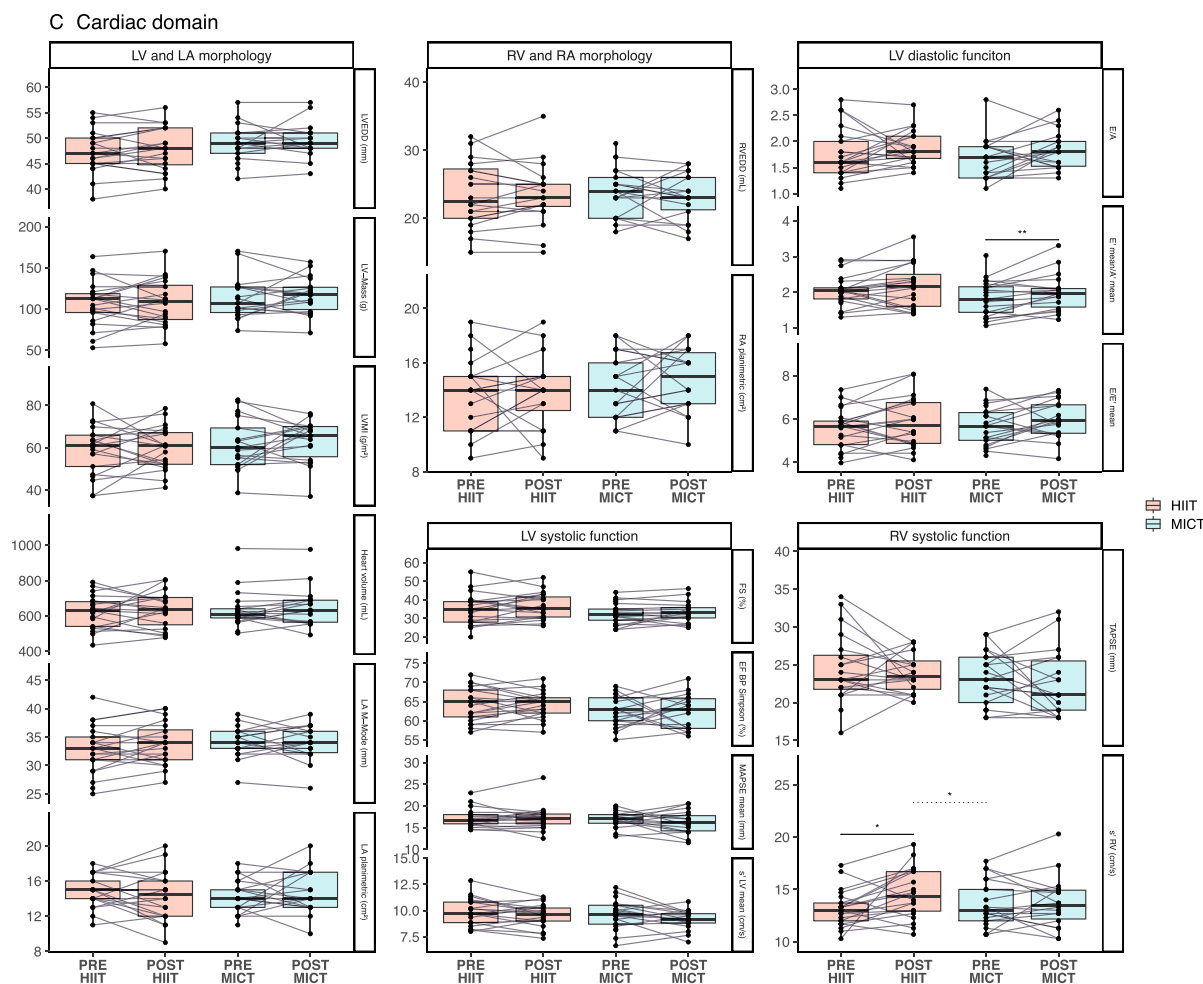 C Cardiac domain
LV and LA morphology
60
55
50
45
40
LVEDD (mm)
200
150
100
50
LV−Mass (g)
80
60
40
LVMI (g/m²)
1000
800
600
400
Heart volume (mL)
45
40
35
30
25
LA M−Mode (mm)
20
16
12
8
LA planimetric (cm²)
PRE HIIT
POST HIIT
PRE MICT
POST MICT
RV and RA morphology
40
30
20
RVEDD (mL)
20
18
16
14
12
10
8
RA planimetric (cm²)
PRE HIIT
POST HIIT
PRE MICT
POST MICT
LV systolic function
60
50
40
30
20
FS (%)
75
70
65
60
55
EF BP Simpson (%)
30
25
20
15
MAPSE mean (mm)
15.0
12.5
10.0
7.5
s' LV mean (cm/s)
PRE HIIT
POST HIIT
PRE MICT
POST MICT
LV diastolic funciton
3.0
2.5
2.0
1.5
1.0
E/A
4
3
2
1
**
E' mean/A' mean
8
6
4
E/E' mean
PRE HIIT
POST HIIT
PRE MICT
POST MICT
RV systolic function
40
35
30
25
20
15
TAPSE (mm)
25
20
15
10
*
*
s' RV (cm/s)
PRE HIIT
POST HIIT
PRE MICT
POST MICT
HIIT
MICT